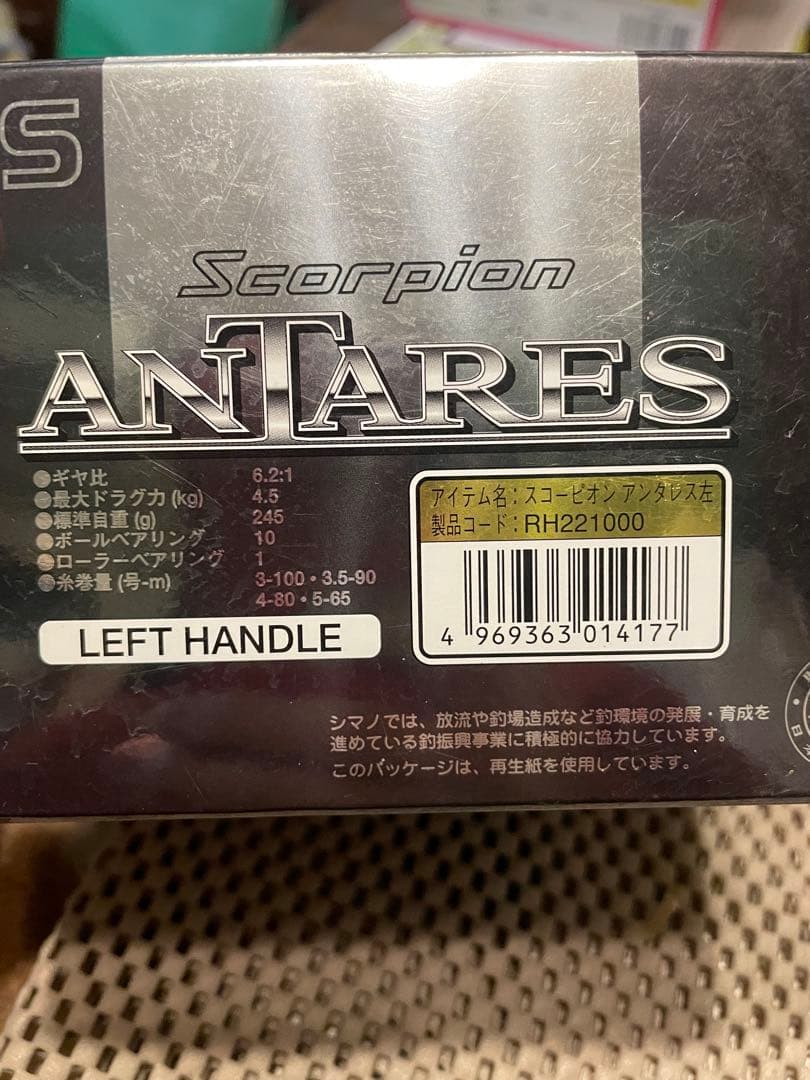 S
Scorpion
ANTARES
ギヤ比 6.2:1
最大ドラグ力(kg) 4.5
標準自重(g) 245
ボールベアリング 10
ローラーベアリング 1
糸巻量(号-m) 3-100・3.5-90
4-80・5-65
LEFT HANDLE
アイテム名:スコーピオン アンタレス左
製品コード:RH221000
4 969363 014177
シマノでは、放流や釣場造成など釣環境の発展・育成を
進めている釣振興事業に積極的に協力しています。
このパッケージは、再生紙を使用しています。